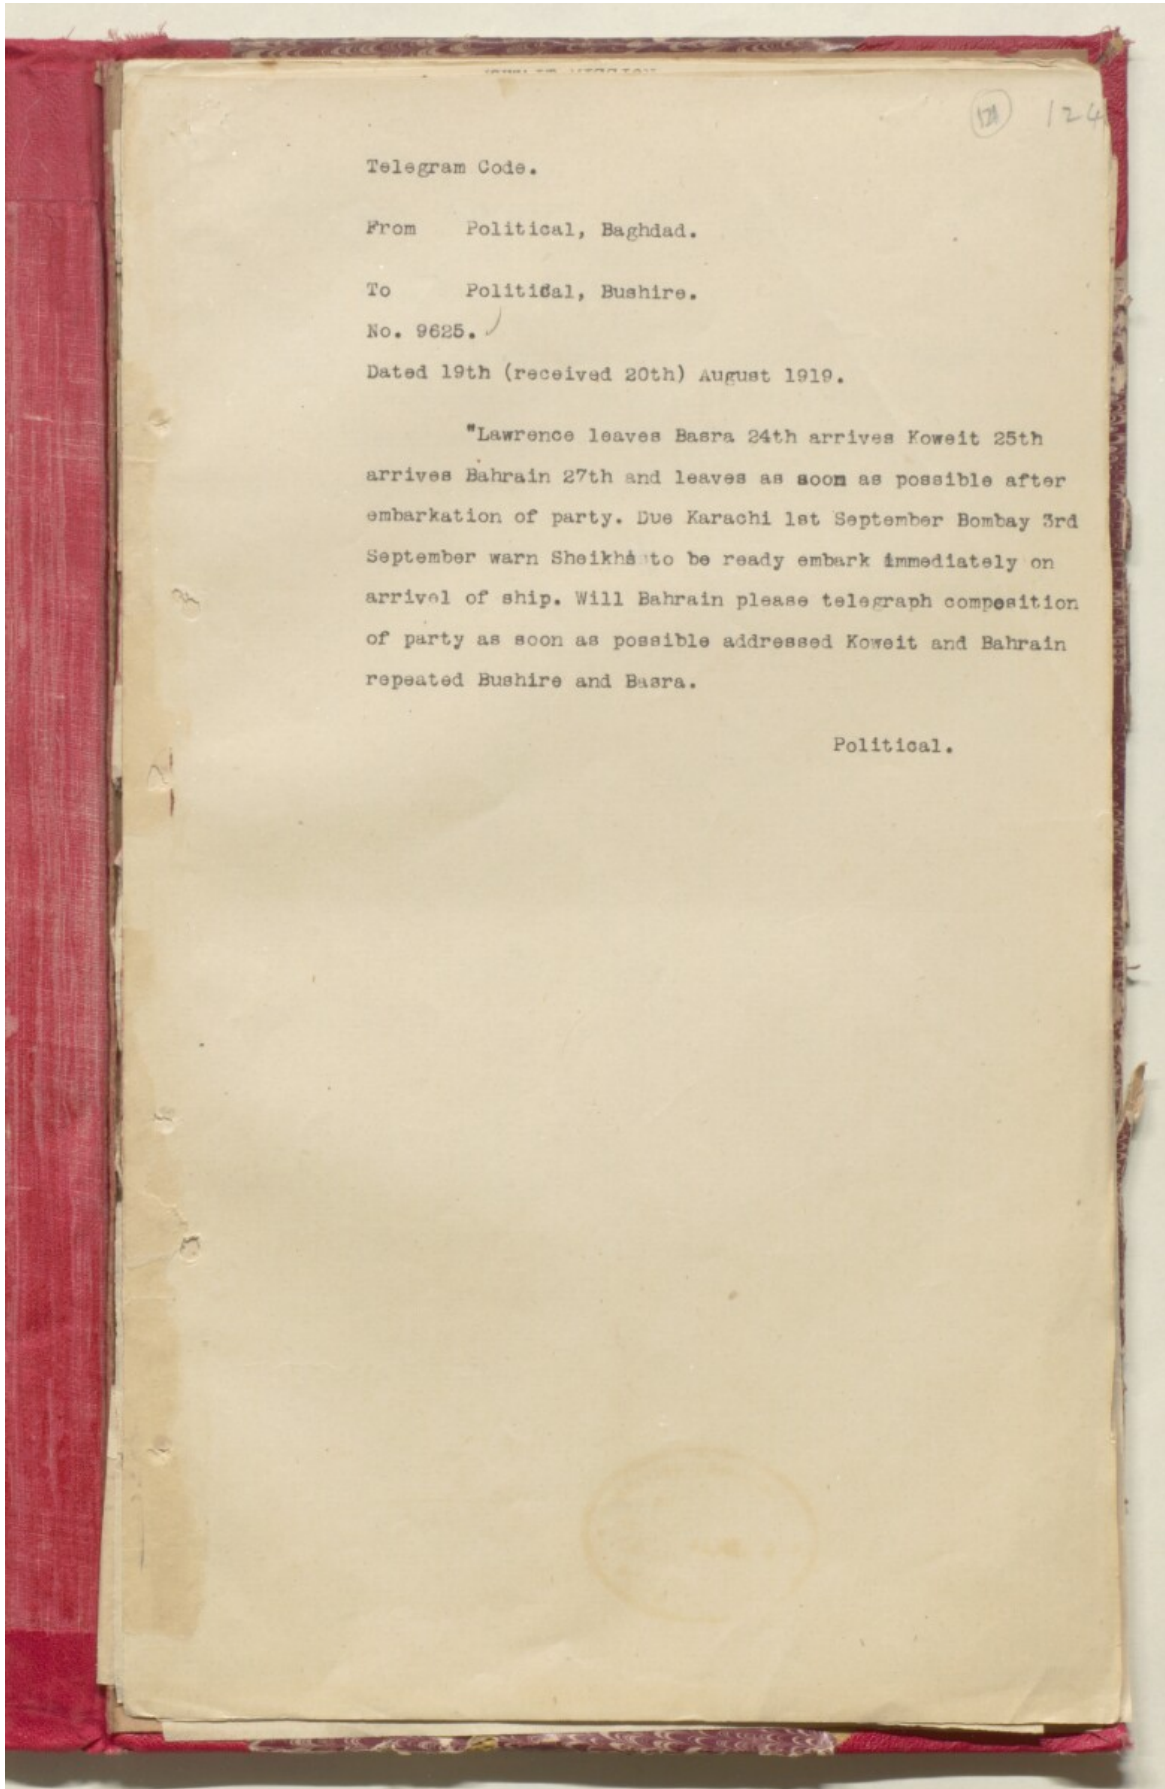 124
Telegram Code.
From Political, Baghdad.
To Political, Bushire.
No. 9625.
Dated 19th (received 20th) August 1919.
"Lawrence leaves Basra 24th arrives Koweit 25th
arrives Bahrain 27th and leaves as soon as possible after
embarkation of party. Due Karachi 1st September Bombay 3rd
September warn Sheikhs to be ready embark immediately on
arrival of ship. Will Bahrain please telegraph composition
of party as soon as possible addressed Koweit and Bahrain
repeated Bushire and Basra.
Political.